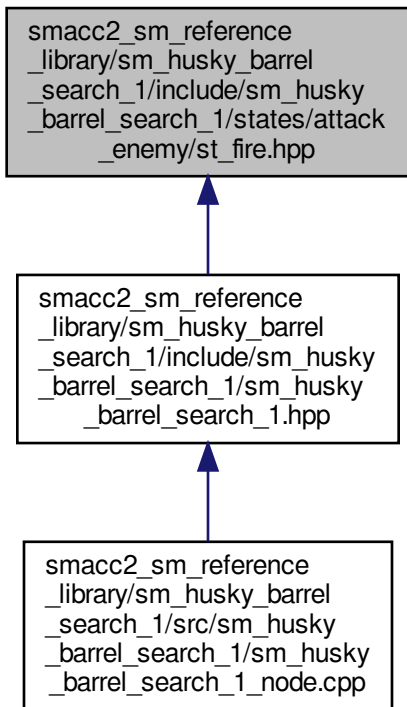 smacc2_sm_reference
_library/sm_husky_barrel
_search_1/include/sm_husky
_barrel_search_1/states/attack
_enemy/st_fire.hpp
smacc2_sm_reference
_library/sm_husky_barrel
_search_1/include/sm_husky
_barrel_search_1/sm_husky
_barrel_search_1.hpp
smacc2_sm_reference
_library/sm_husky_barrel
_search_1/src/sm_husky
_barrel_search_1/sm_husky
_barrel_search_1_node.cpp